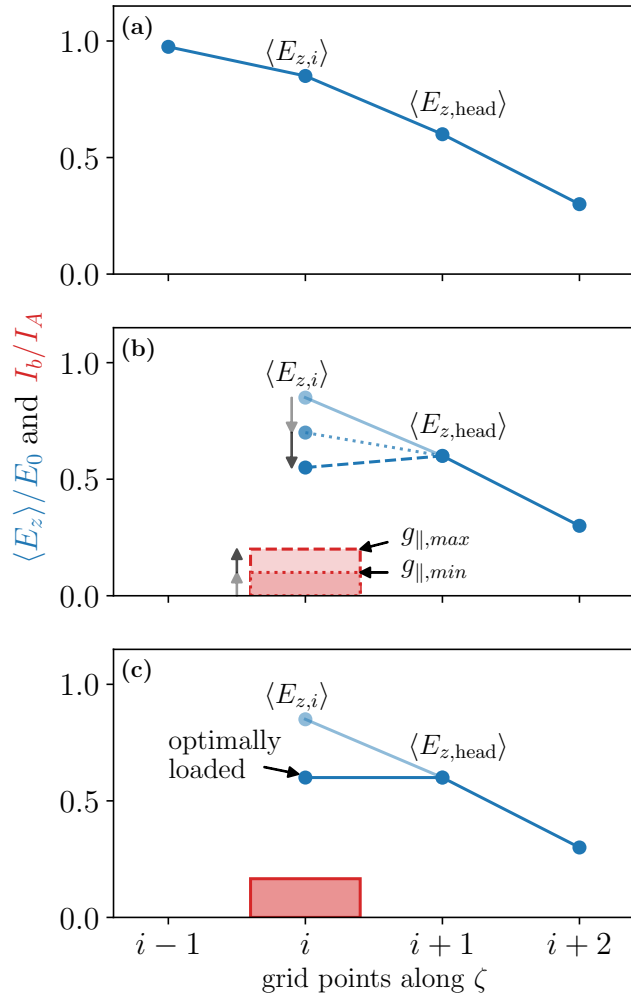 (a)
1.0
0.5
0.0
⟨E_{z,i}⟩
⟨E_{z,head}⟩
⟨E_z⟩/E_0 and I_b/I_A
(b)
1.0
0.5
0.0
⟨E_{z,i}⟩
⟨E_{z,head}⟩
g_{∥,max}
g_{∥,min}
(c)
1.0
0.5
0.0
⟨E_{z,i}⟩
⟨E_{z,head}⟩
optimally
loaded
i − 1 i i + 1 i + 2
grid points along ζ